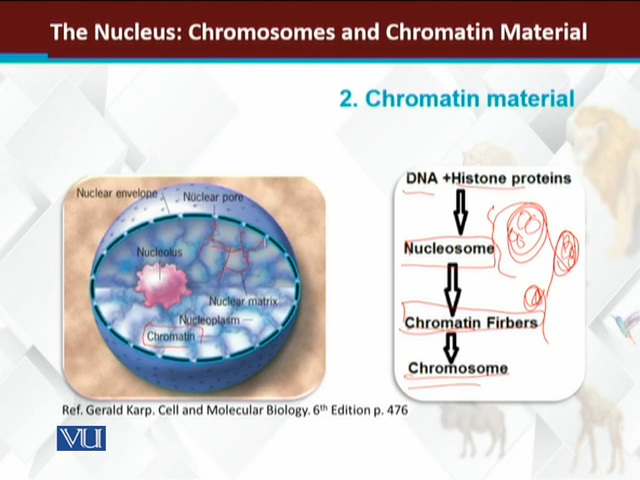 The Nucleus: Chromosomes and Chromatin Material
2. Chromatin material
Nuclear envelope
Nuclear pore
Nucleolus
Nuclear matrix
Nucleoplasm
Chromatin
DNA +Histone proteins
Nucleosome
Chromatin Firbers
Chromosome
Ref. Gerald Karp. Cell and Molecular Biology. 6th Edition p. 476
VU